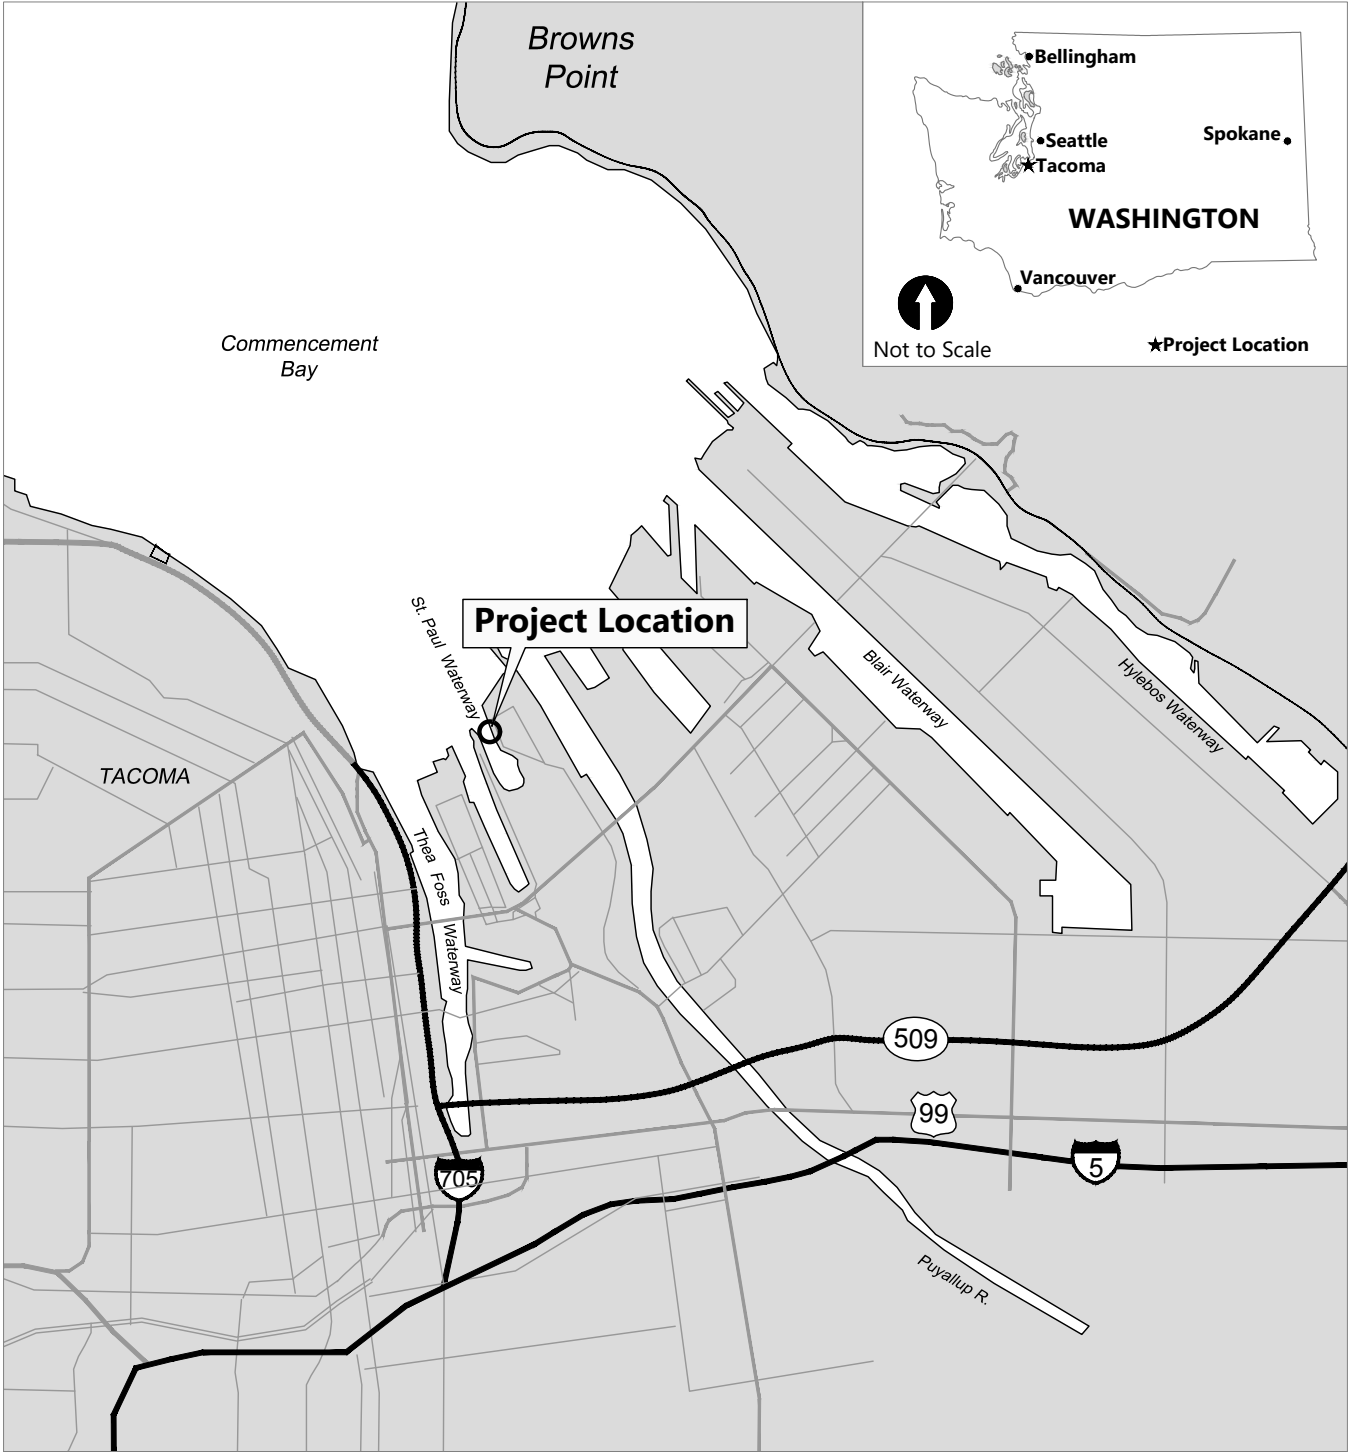 Browns
Point
Bellingham
Seattle
Spokane
Tacoma
WASHINGTON
Vancouver
Not to Scale
Project Location
Commencement
Bay
St. Paul Waterway
Project Location
Blair Waterway
Hylebos Waterway
TACOMA
Thea Foss Waterway
509
99
705
5
Puyallup R.